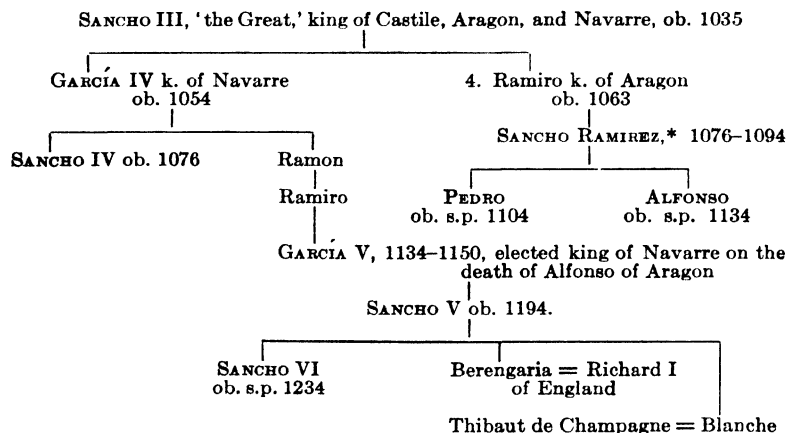 SANCHO III, 'the Great,' king of Castile, Aragon, and Navarre, ob. 1035
GARCÍA IV k. of Navarre
ob. 1054
4. Ramiro k. of Aragon
ob. 1063
SANCHO RAMIREZ,* 1076–1094
SANCHO IV ob. 1076
Ramon
Ramiro
PEDRO
ob. s.p. 1104
ALFONSO
ob. s.p. 1134
GARCÍA V, 1134–1150, elected king of Navarre on the
death of Alfonso of Aragon
SANCHO V ob. 1194.
SANCHO VI
ob. s.p. 1234
Berengaria = Richard I
of England
Thibaut de Champagne = Blanche